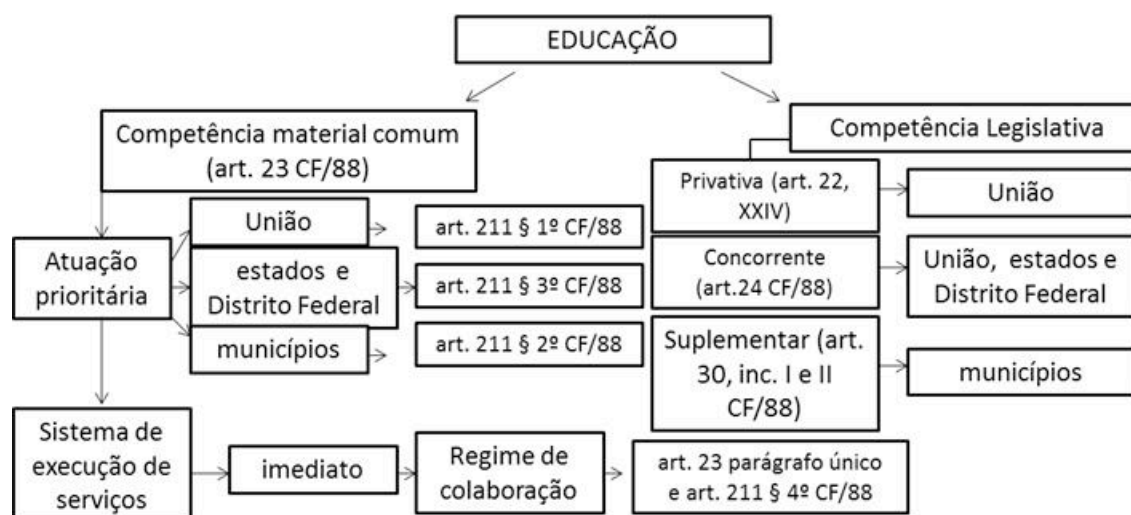 EDUCAÇÃO
Competência material comum
(art. 23 CF/88)
Competência Legislativa
Privativa (art. 22,
XXIV)
União
União
art. 211 § 1º CF/88
Atuação
prioritária
estados e
Distrito Federal
art. 211 § 3º CF/88
Concorrente
(art.24 CF/88)
União, estados e
Distrito Federal
municípios
art. 211 § 2º CF/88
Suplementar (art.
30, inc. I e II
CF/88)
municípios
Sistema de
execução de
serviços
imediato
Regime de
colaboração
art. 23 parágrafo único
e art. 211 § 4º CF/88